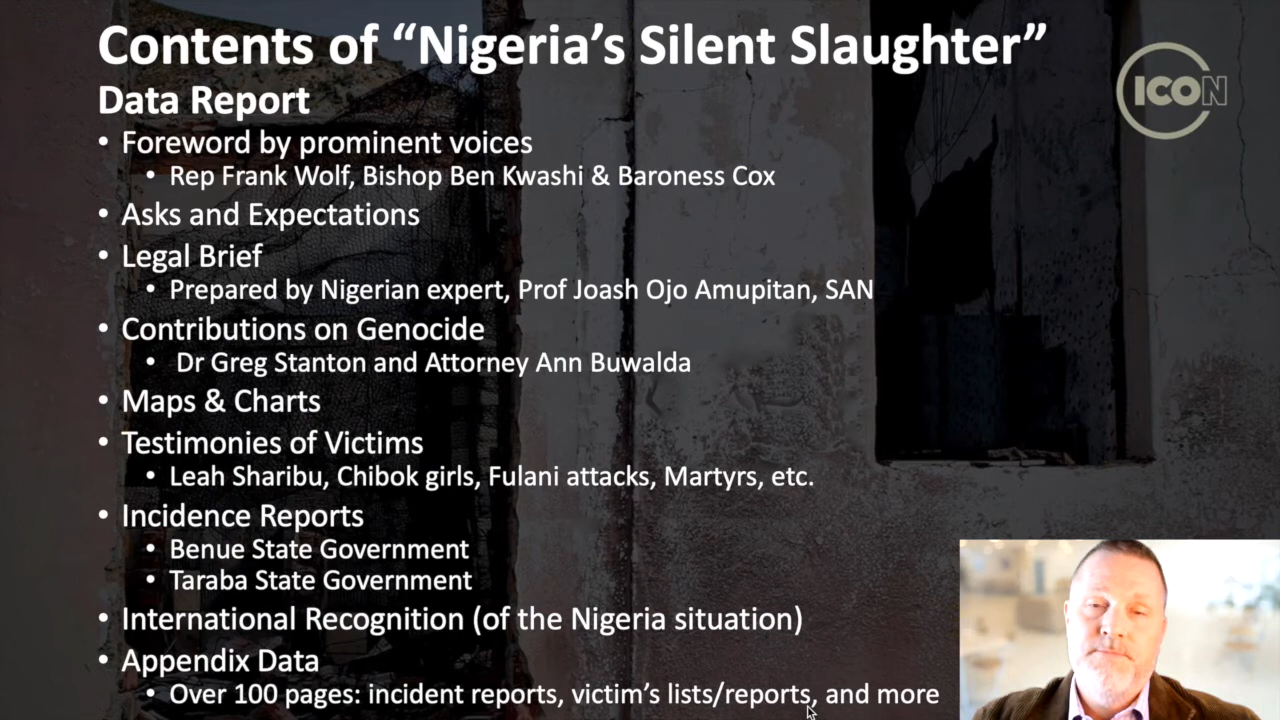 Contents of “Nigeria’s Silent Slaughter”
ICON
Data Report
• Foreword by prominent voices
• Rep Frank Wolf, Bishop Ben Kwashi & Baroness Cox
• Asks and Expectations
• Legal Brief
• Prepared by Nigerian expert, Prof Joash Ojo Amupitan, SAN
• Contributions on Genocide
• Dr Greg Stanton and Attorney Ann Buwalda
• Maps & Charts
• Testimonies of Victims
• Leah Sharibu, Chibok girls, Fulani attacks, Martyrs, etc.
• Incidence Reports
• Benue State Government
• Taraba State Government
• International Recognition (of the Nigeria situation)
• Appendix Data
• Over 100 pages: incident reports, victim’s lists/reports, and more